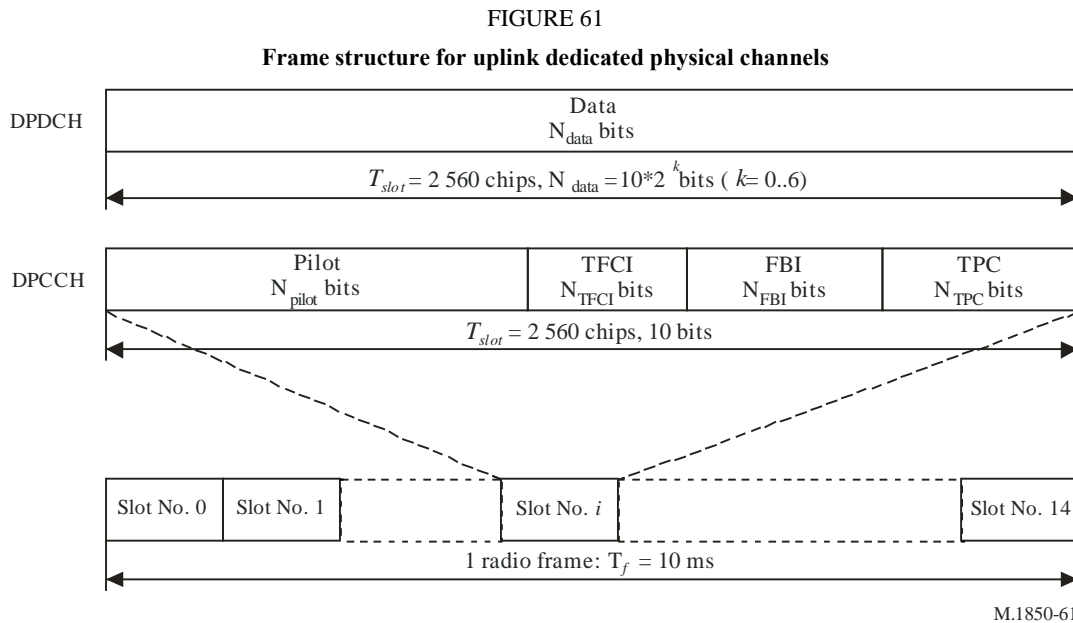 FIGURE 61
Frame structure for uplink dedicated physical channels
DPDCH
Data
N_data bits
T_slot = 2 560 chips, N_data = 10*2^k bits ( k= 0..6)
DPCCH
Pilot
N_pilot bits
TFCI
N_TFCI bits
FBI
N_FBI bits
TPC
N_TPC bits
T_slot = 2 560 chips, 10 bits
Slot No. 0
Slot No. 1
Slot No. i
Slot No. 14
1 radio frame: T_f = 10 ms
M.1850-61